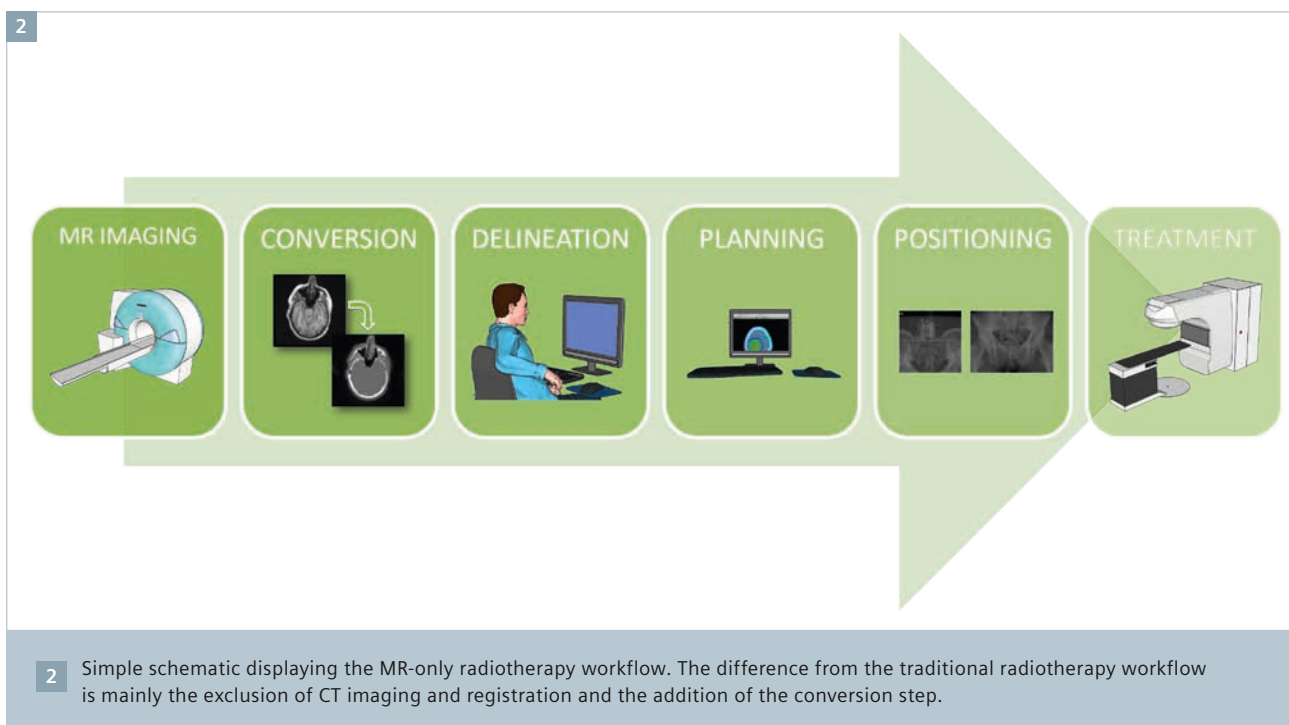 2
MR IMAGING
CONVERSION
DELINEATION
PLANNING
POSITIONING
TREATMENT
2 Simple schematic displaying the MR-only radiotherapy workflow. The difference from the traditional radiotherapy workflow
is mainly the exclusion of CT imaging and registration and the addition of the conversion step.